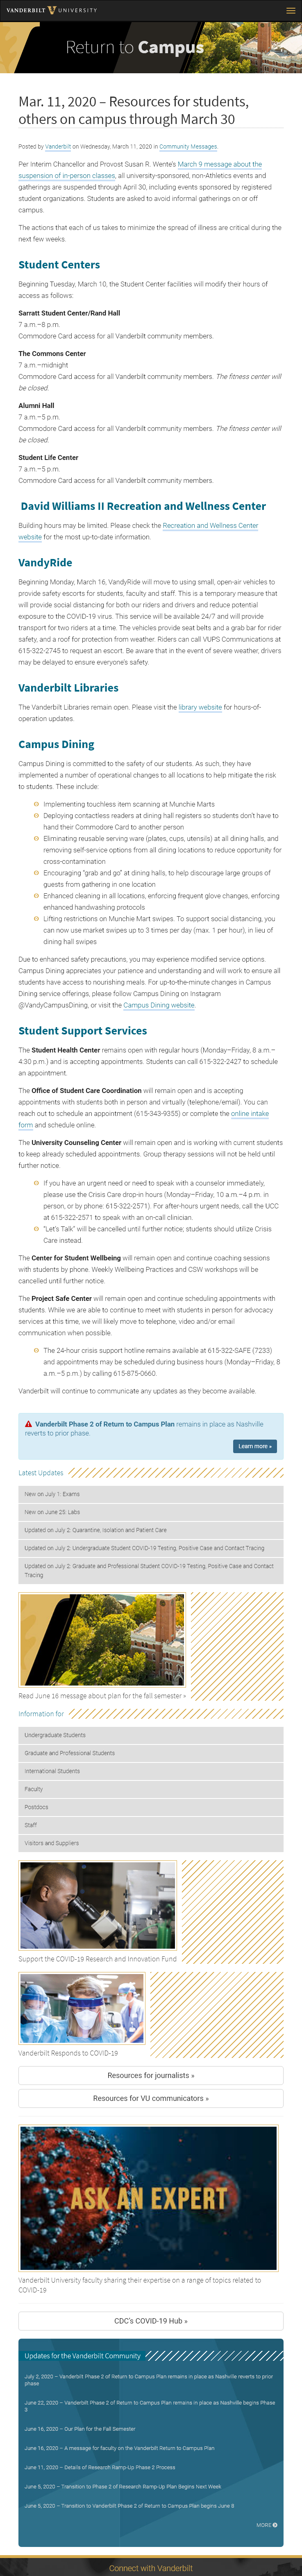 VANDERBILT UNIVERSITY
Return to Campus
Mar. 11, 2020 – Resources for students,
others on campus through March 30
Posted by Vanderbilt on Wednesday, March 11, 2020 in Community Messages.
Per Interim Chancellor and Provost Susan R. Wente's March 9 message about the
suspension of in-person classes, all university-sponsored, non-Athletics events and
gatherings are suspended through April 30, including events sponsored by registered
student organizations. Students are asked to avoid informal gatherings on or off
campus.
The actions that each of us takes to minimize the spread of illness are critical during the
next few weeks.
Student Centers
Beginning Tuesday, March 10, the Student Center facilities will modify their hours of
access as follows:
Sarratt Student Center/Rand Hall
7 a.m.–8 p.m.
Commodore Card access for all Vanderbilt community members.
The Commons Center
7 a.m.–midnight
Commodore Card access for all Vanderbilt community members. The fitness center will
be closed.
Alumni Hall
7 a.m.–5 p.m.
Commodore Card access for all Vanderbilt community members. The fitness center will
be closed.
Student Life Center
7 a.m.–5 p.m.
Commodore Card access for all Vanderbilt community members.
David Williams II Recreation and Wellness Center
Building hours may be limited. Please check the Recreation and Wellness Center
website for the most up-to-date information.
VandyRide
Beginning Monday, March 16, VandyRide will move to using small, open-air vehicles to
provide safety escorts for students, faculty and staff. This is a temporary measure that
will provide social distancing for both our riders and drivers and reduce potential
exposure to the COVID-19 virus. This service will be available 24/7 and will provide
transport for two riders at a time. The vehicles provide seat belts and a grab bar for rider
safety, and a roof for protection from weather. Riders can call VUPS Communications at
615-322-2745 to request an escort. Be aware that in the event of severe weather, drivers
may be delayed to ensure everyone's safety.
Vanderbilt Libraries
The Vanderbilt Libraries remain open. Please visit the library website for hours-of-
operation updates.
Campus Dining
Campus Dining is committed to the safety of our students. As such, they have
implemented a number of operational changes to all locations to help mitigate the risk
to students. These include:
Implementing touchless item scanning at Munchie Marts
Deploying contactless readers at dining hall registers so students don't have to
hand their Commodore Card to another person
Eliminating reusable serving ware (plates, cups, utensils) at all dining halls, and
removing self-service options from all dining locations to reduce opportunity for
cross-contamination
Encouraging "grab and go" at dining halls, to help discourage large groups of
guests from gathering in one location
Enhanced cleaning in all locations, enforcing frequent glove changes, enforcing
enhanced handwashing protocols
Lifting restrictions on Munchie Mart swipes. To support social distancing, you
can now use market swipes up to 3 times per day (max. 1 per hour), in lieu of
dining hall swipes
Due to enhanced safety precautions, you may experience modified service options.
Campus Dining appreciates your patience and understanding and will work to ensure all
students have access to nourishing meals. For up-to-the-minute changes in Campus
Dining service offerings, please follow Campus Dining on Instagram
@VandyCampusDining, or visit the Campus Dining website.
Student Support Services
The Student Health Center remains open with regular hours (Monday–Friday, 8 a.m.–
4:30 p.m.) and is accepting appointments. Students can call 615-322-2427 to schedule
an appointment.
The Office of Student Care Coordination will remain open and is accepting
appointments with students both in person and virtually (telephone/email). You can
reach out to schedule an appointment (615-343-9355) or complete the online intake
form and schedule online.
The University Counseling Center will remain open and is working with current students
to keep already scheduled appointments. Group therapy sessions will not be held until
further notice.
If you have an urgent need or need to speak with a counselor immediately,
please use the Crisis Care drop-in hours (Monday–Friday, 10 a.m.–4 p.m. in
person, or by phone: 615-322-2571). For after-hours urgent needs, call the UCC
at 615-322-2571 to speak with an on-call clinician.
"Let's Talk" will be cancelled until further notice; students should utilize Crisis
Care instead.
The Center for Student Wellbeing will remain open and continue coaching sessions
with students by phone. Weekly Wellbeing Practices and CSW workshops will be
cancelled until further notice.
The Project Safe Center will remain open and continue scheduling appointments with
students. While we are able to continue to meet with students in person for advocacy
services at this time, we will likely move to telephone, video and/or email
communication when possible.
The 24-hour crisis support hotline remains available at 615-322-SAFE (7233)
and appointments may be scheduled during business hours (Monday–Friday, 8
a.m.–5 p.m.) by calling 615-875-0660.
Vanderbilt will continue to communicate any updates as they become available.
Vanderbilt Phase 2 of Return to Campus Plan remains in place as Nashville
reverts to prior phase.
Learn more »
Latest Updates
New on July 1: Exams
New on June 25: Labs
Updated on July 2: Quarantine, Isolation and Patient Care
Updated on July 2: Undergraduate Student COVID-19 Testing, Positive Case and Contact Tracing
Updated on July 2: Graduate and Professional Student COVID-19 Testing, Positive Case and Contact
Tracing
Read June 16 message about plan for the fall semester »
Information for
Undergraduate Students
Graduate and Professional Students
International Students
Faculty
Postdocs
Staff
Visitors and Suppliers
Support the COVID-19 Research and Innovation Fund
Vanderbilt Responds to COVID-19
Resources for journalists »
Resources for VU communicators »
ASK AN EXPERT
Vanderbilt University faculty sharing their expertise on a range of topics related to
COVID-19
CDC's COVID-19 Hub »
Updates for the Vanderbilt Community
July 2, 2020 – Vanderbilt Phase 2 of Return to Campus Plan remains in place as Nashville reverts to prior
phase
June 22, 2020 – Vanderbilt Phase 2 of Return to Campus Plan remains in place as Nashville begins Phase
3
June 16, 2020 – Our Plan for the Fall Semester
June 16, 2020 – A message for faculty on the Vanderbilt Return to Campus Plan
June 11, 2020 – Details of Research Ramp-Up Phase 2 Process
June 5, 2020 – Transition to Phase 2 of Research Ramp-Up Plan Begins Next Week
June 5, 2020 – Transition to Vanderbilt Phase 2 of Return to Campus Plan begins June 8
MORE
Connect with Vanderbilt